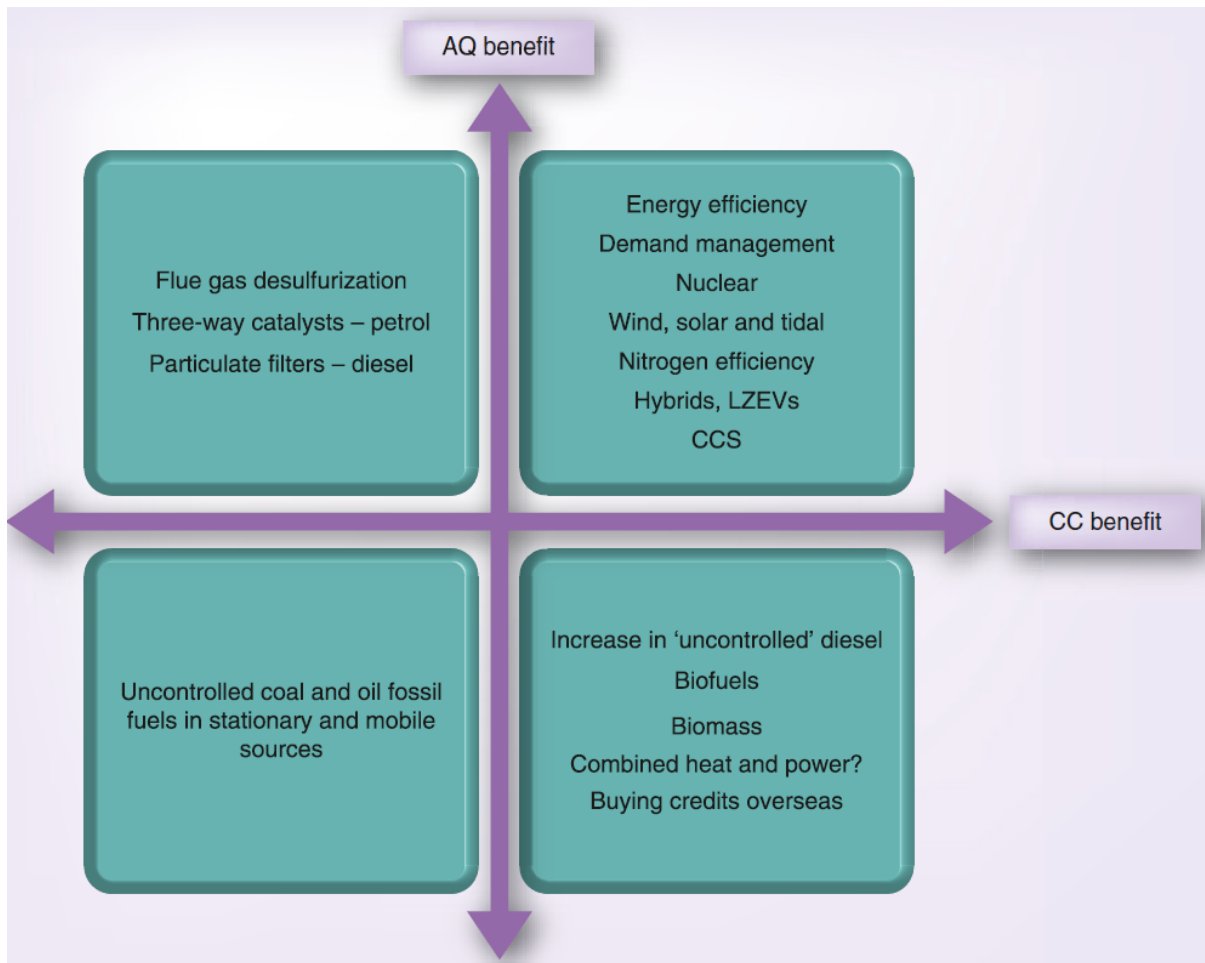 AQ benefit
Flue gas desulfurization
Three-way catalysts – petrol
Particulate filters – diesel
Energy efficiency
Demand management
Nuclear
Wind, solar and tidal
Nitrogen efficiency
Hybrids, LZEVs
CCS
CC benefit
Uncontrolled coal and oil fossil
fuels in stationary and mobile
sources
Increase in ‘uncontrolled’ diesel
Biofuels
Biomass
Combined heat and power?
Buying credits overseas